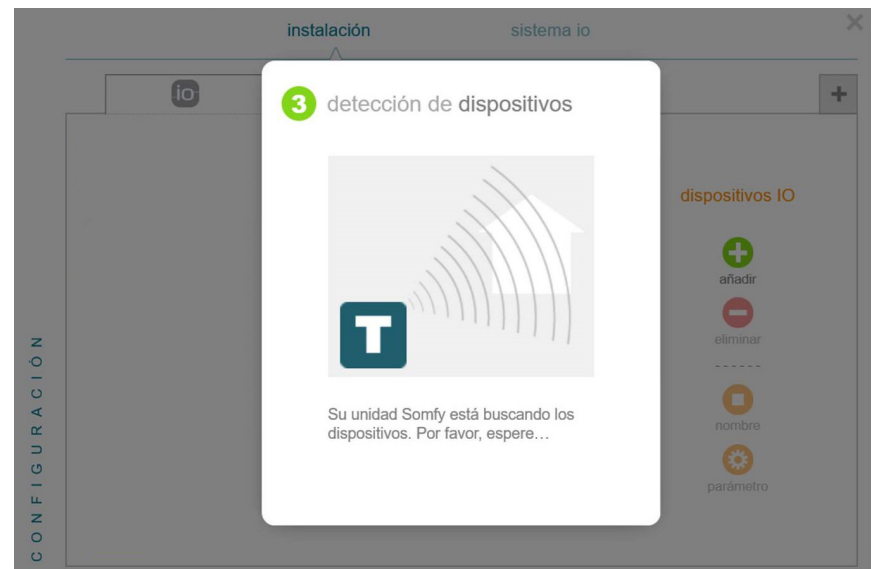 instalación
sistema io
io
3 detección de dispositivos
dispositivos IO
T
añadir
eliminar
Su unidad Somfy está buscando los
dispositivos. Por favor, espere…
nombre
parámetro
CONFIGURACIÓN